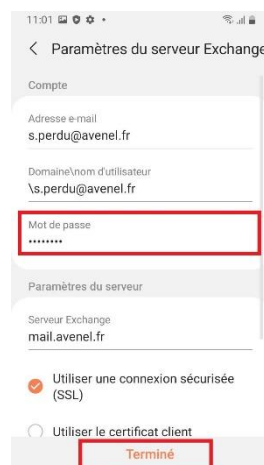 11:01
Paramètres du serveur Exchange
Compte
Adresse e-mail
s.perdu@avenel.fr
Domaine\nom d'utilisateur
\s.perdu@avenel.fr
Mot de passe
••••••••
Paramètres du serveur
Serveur Exchange
mail.avenel.fr
Utiliser une connexion sécurisée
(SSL)
Utiliser le certificat client
Terminé